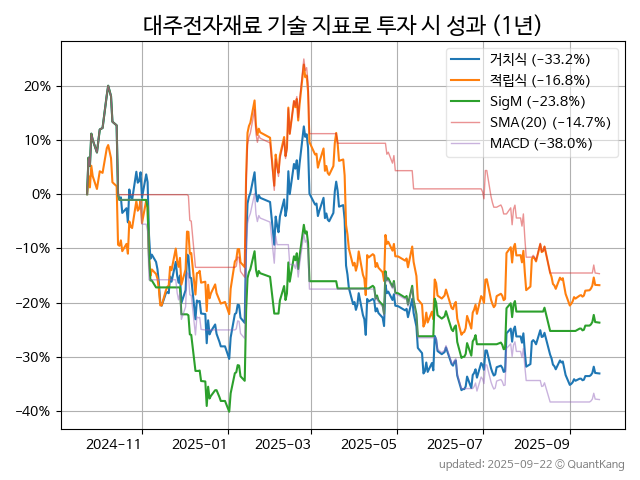 대주전자재료 기술 지표로 투자 시 성과 (1년)
거치식 (−33.2%)
적립식 (−16.8%)
SigM (−23.8%)
SMA(20) (−14.7%)
MACD (−38.0%)
20%
10%
0%
−10%
−20%
−30%
−40%
2024-11 2025-01 2025-03 2025-05 2025-07 2025-09
updated: 2025-09-22 © QuantKang